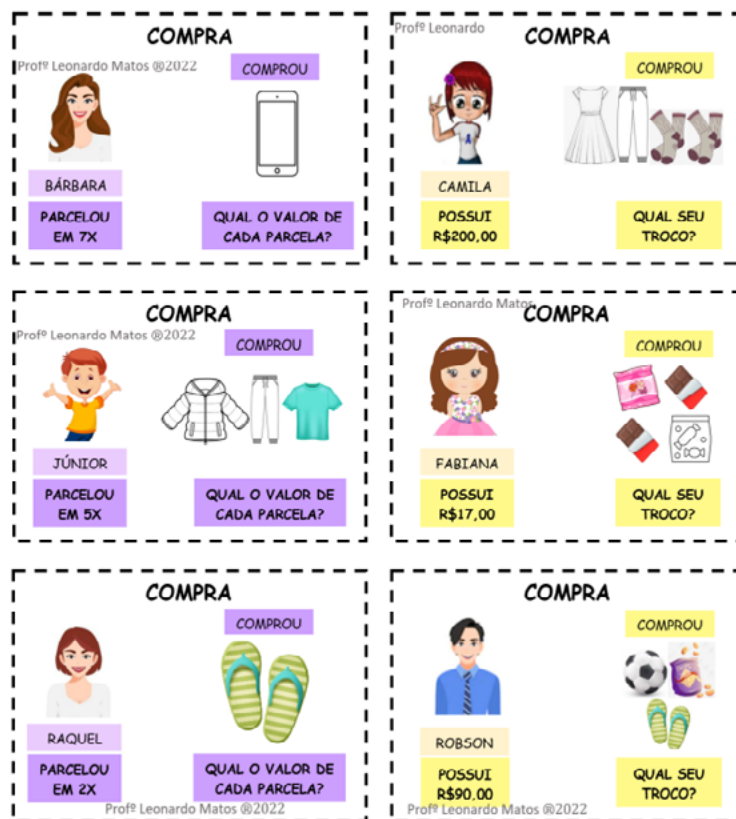 COMPRA
Profº Leonardo Matos ®2022
COMPROU
BÁRBARA
PARCELOU
EM 7X
QUAL O VALOR DE
CADA PARCELA?
Profº Leonardo
COMPRA
COMPROU
CAMILA
POSSUI
R$200,00
QUAL SEU
TROCO?
COMPRA
Profº Leonardo Matos ®2022
COMPROU
JÚNIOR
PARCELOU
EM 5X
QUAL O VALOR DE
CADA PARCELA?
Profº Leonardo Matos
COMPRA
COMPROU
FABIANA
POSSUI
R$17,00
QUAL SEU
TROCO?
COMPRA
COMPROU
RAQUEL
PARCELOU
EM 2X
QUAL O VALOR DE
CADA PARCELA?
Profº Leonardo Matos ®2022
COMPRA
COMPROU
ROBSON
POSSUI
R$90,00
QUAL SEU
TROCO?
Profº Leonardo Matos ®2022